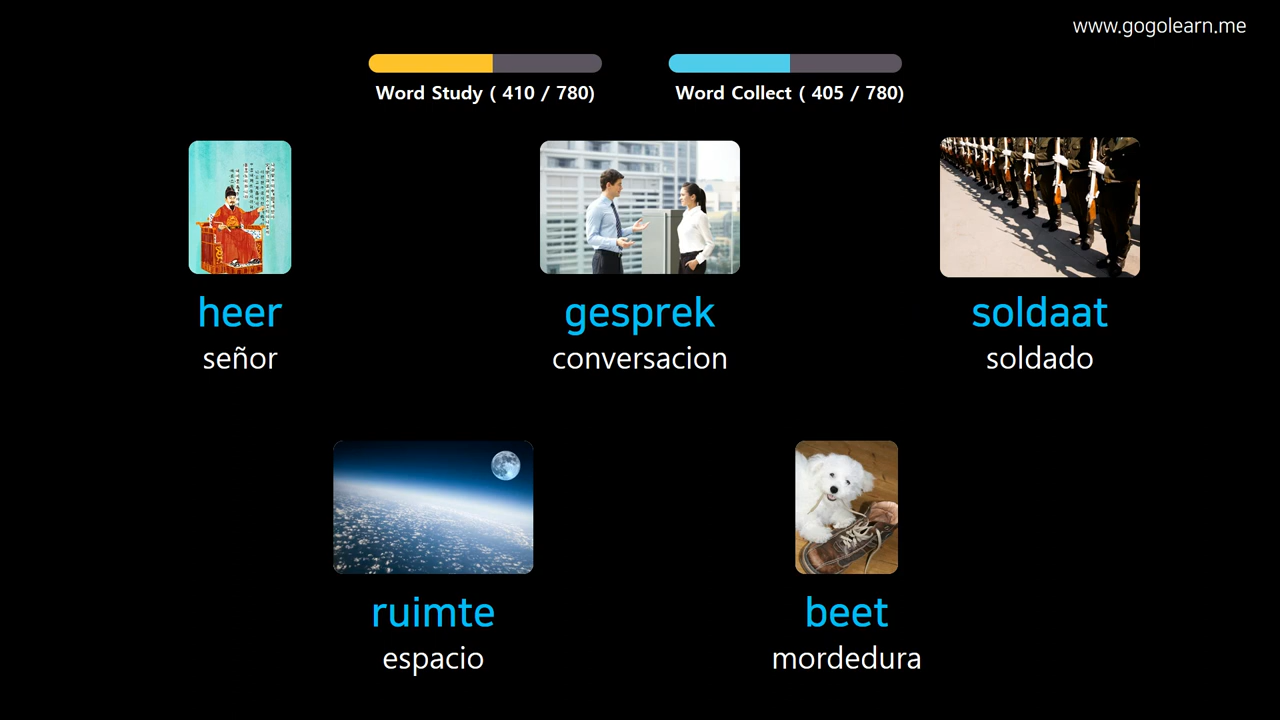 www.gogolearn.me
Word Study ( 410 / 780)
Word Collect ( 405 / 780)
heer
gesprek
soldaat
señor
conversacion
soldado
ruimte
beet
espacio
mordedura